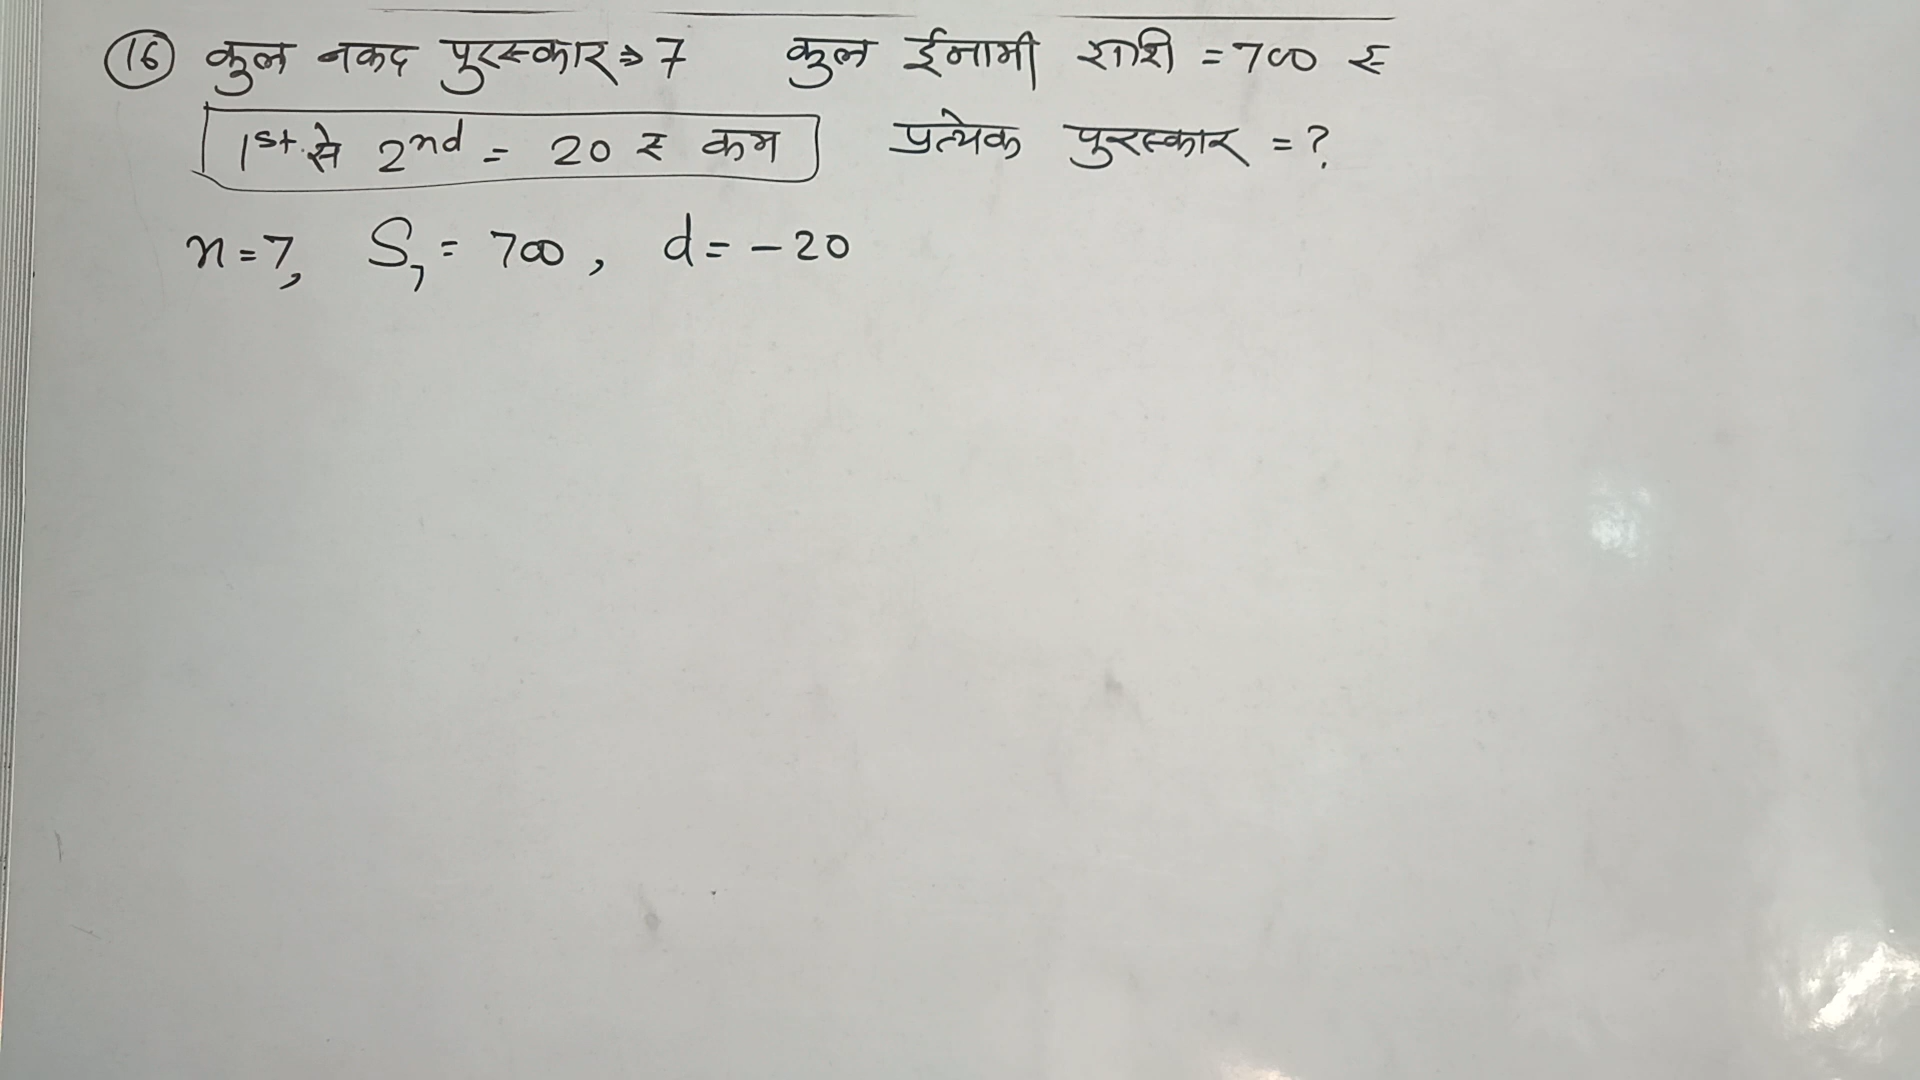 16 कुल नकद पुरस्कार ⇒ 7 कुल ईनामी राशि = 700 रु
1st से 2nd = 20 ₹ कम प्रत्येक पुरस्कार = ?
n = 7, S₇ = 700, d = -20